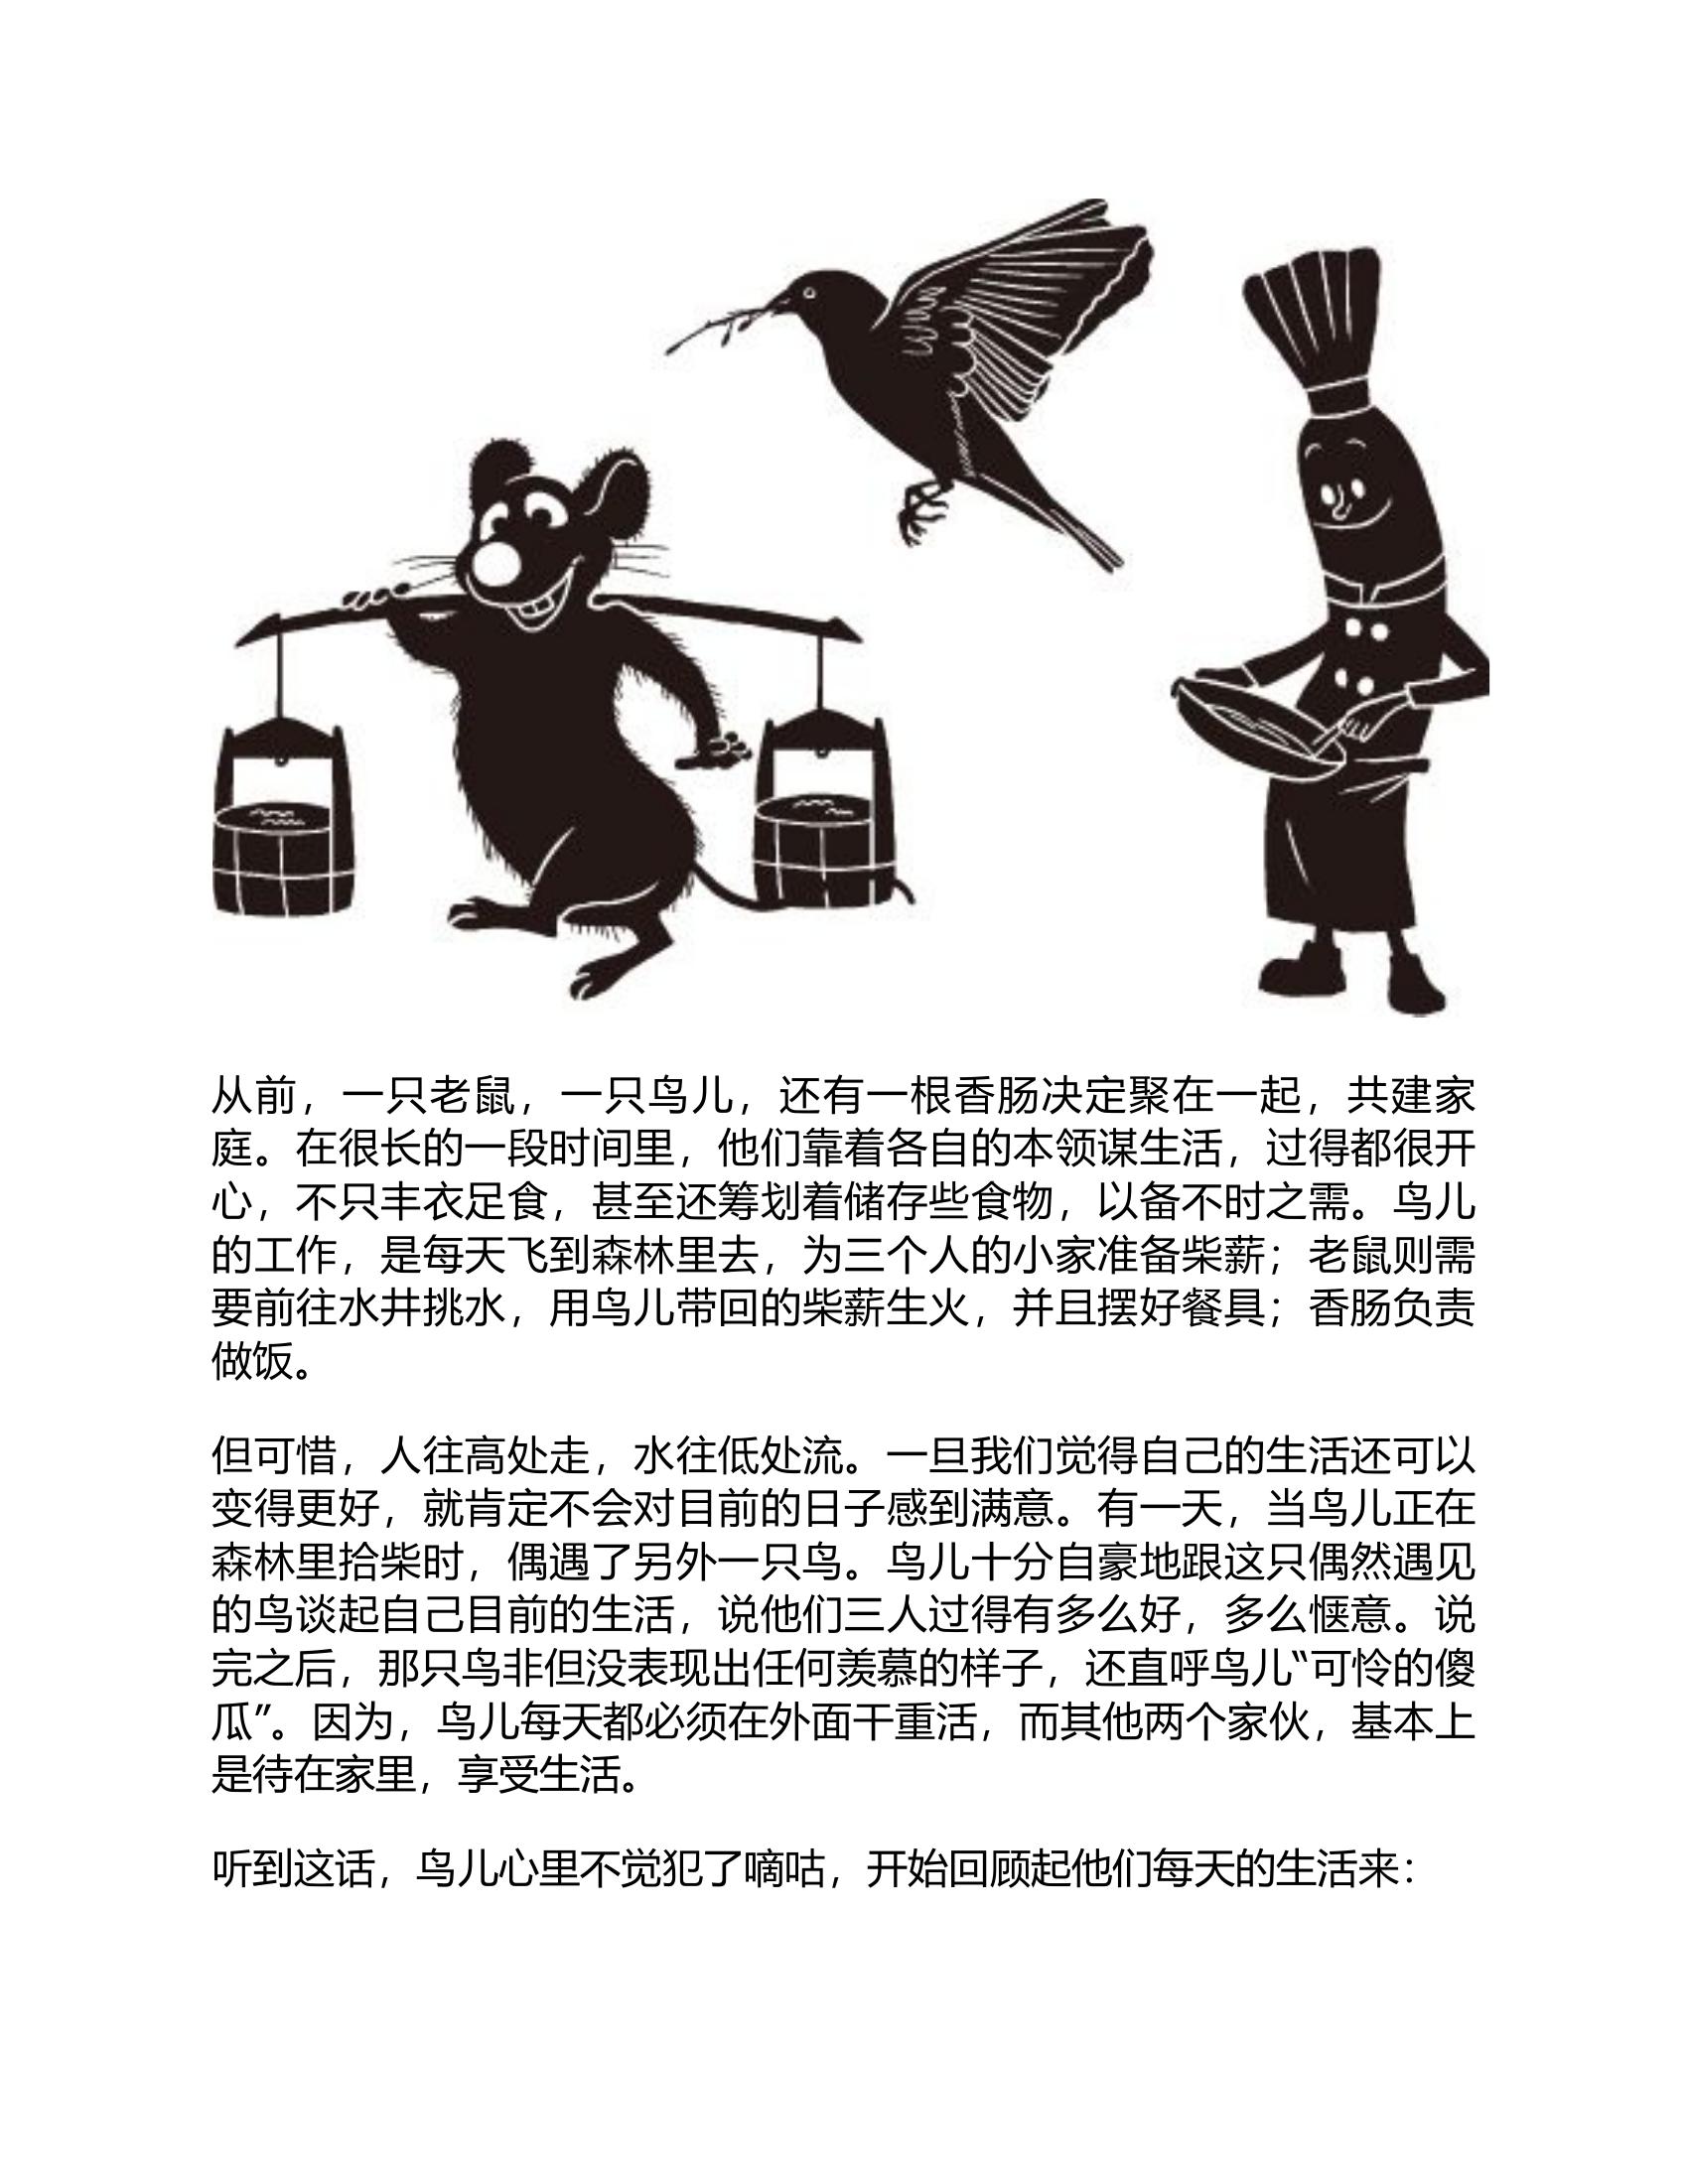 从前，一只老鼠，一只鸟儿，还有一根香肠决定聚在一起，共建家
庭。在很长的一段时间里，他们靠着各自的本领谋生活，过得都很开
心，不只丰衣足食，甚至还筹划着储存些食物，以备不时之需。鸟儿
的工作，是每天飞到森林里去，为三个人的小家准备柴薪；老鼠则需
要前往水井挑水，用鸟儿带回的柴薪生火，并且摆好餐具；香肠负责
做饭。
但可惜，人往高处走，水往低处流。一旦我们觉得自己的生活还可以
变得更好，就肯定不会对目前的日子感到满意。有一天，当鸟儿正在
森林里拾柴时，偶遇了另外一只鸟。鸟儿十分自豪地跟这只偶然遇见
的鸟谈起自己目前的生活，说他们三人过得有多么好，多么惬意。说
完之后，那只鸟非但没表现出任何羡慕的样子，还直呼鸟儿“可怜的傻
瓜”。因为，鸟儿每天都必须在外面干重活，而其他两个家伙，基本上
是待在家里，享受生活。
听到这话，鸟儿心里不觉犯了嘀咕，开始回顾起他们每天的生活来：